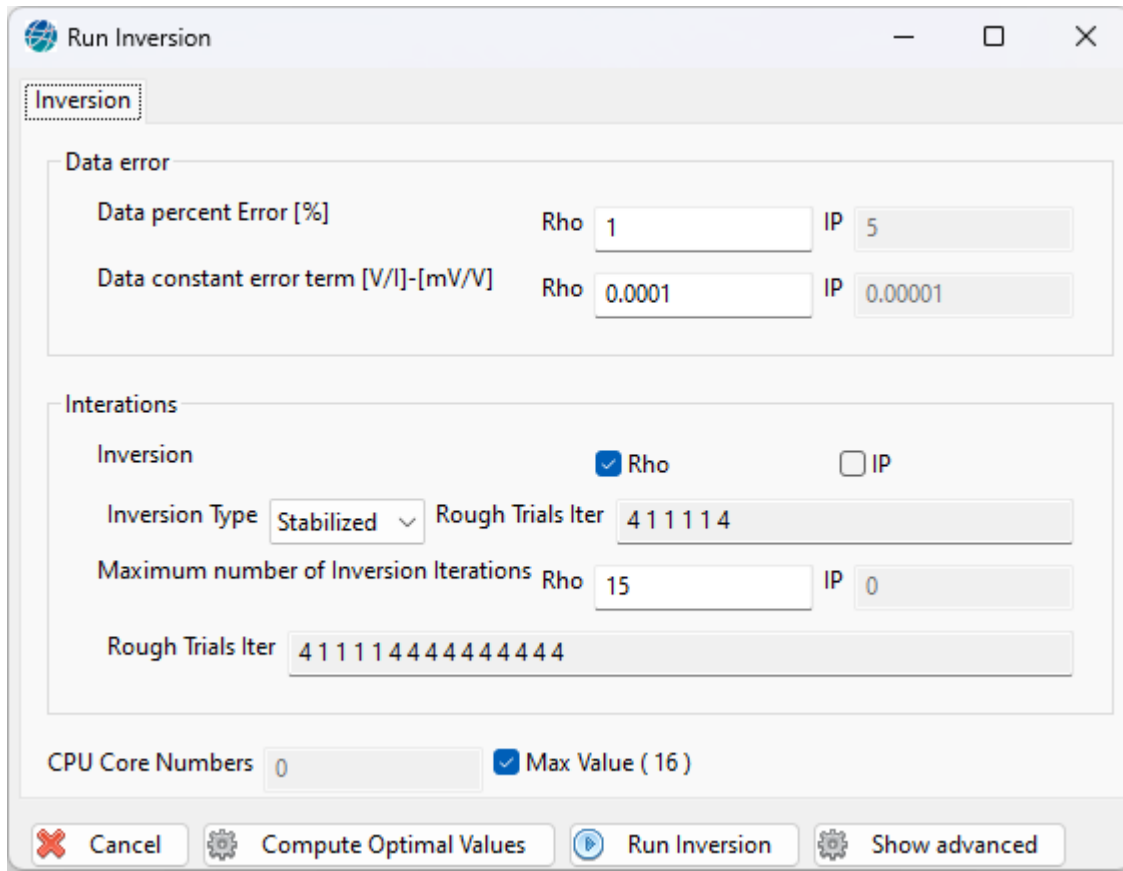 Run Inversion
Inversion
Data error
Data percent Error [%] Rho 1 IP 5
Data constant error term [V/I]-[mV/V] Rho 0.0001 IP 0.00001
Interations
Inversion Rho IP
Inversion Type Stabilized Rough Trials Iter 4 1 1 1 1 4
Maximum number of Inversion Iterations Rho 15 IP 0
Rough Trials Iter 4 1 1 1 1 4 4 4 4 4 4 4 4 4 4
CPU Core Numbers 0 Max Value ( 16 )
Cancel Compute Optimal Values Run Inversion Show advanced